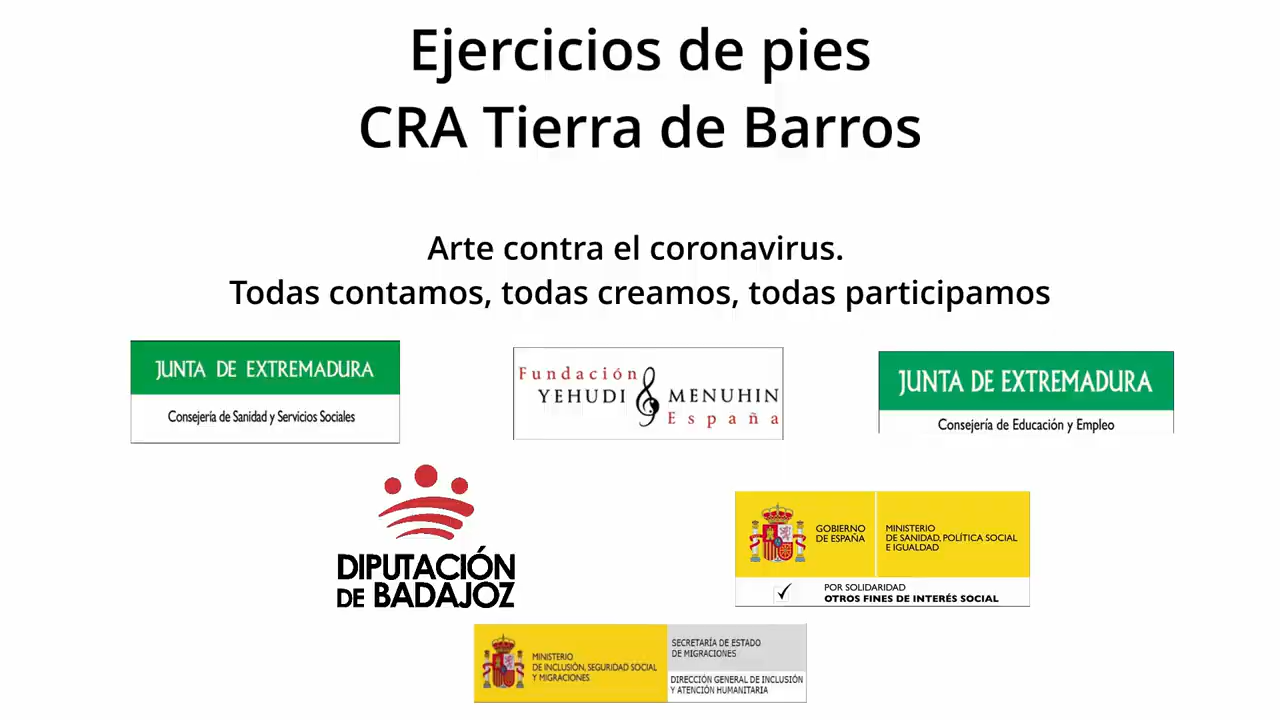 Ejercicios de pies
CRA Tierra de Barros
Arte contra el coronavirus.
Todas contamos, todas creamos, todas participamos
JUNTA DE EXTREMADURA
Consejería de Sanidad y Servicios Sociales
Fundación
YEHUDI MENUHIN
España
JUNTA DE EXTREMADURA
Consejería de Educación y Empleo
DIPUTACIÓN
DE BADAJOZ
GOBIERNO
DE ESPAÑA
MINISTERIO
DE SANIDAD, POLÍTICA SOCIAL
E IGUALDAD
POR SOLIDARIDAD
OTROS FINES DE INTERÉS SOCIAL
MINISTERIO
DE INCLUSIÓN, SEGURIDAD SOCIAL
Y MIGRACIONES
SECRETARÍA DE ESTADO
DE MIGRACIONES
DIRECCIÓN GENERAL DE INCLUSIÓN
Y ATENCIÓN HUMANITARIA